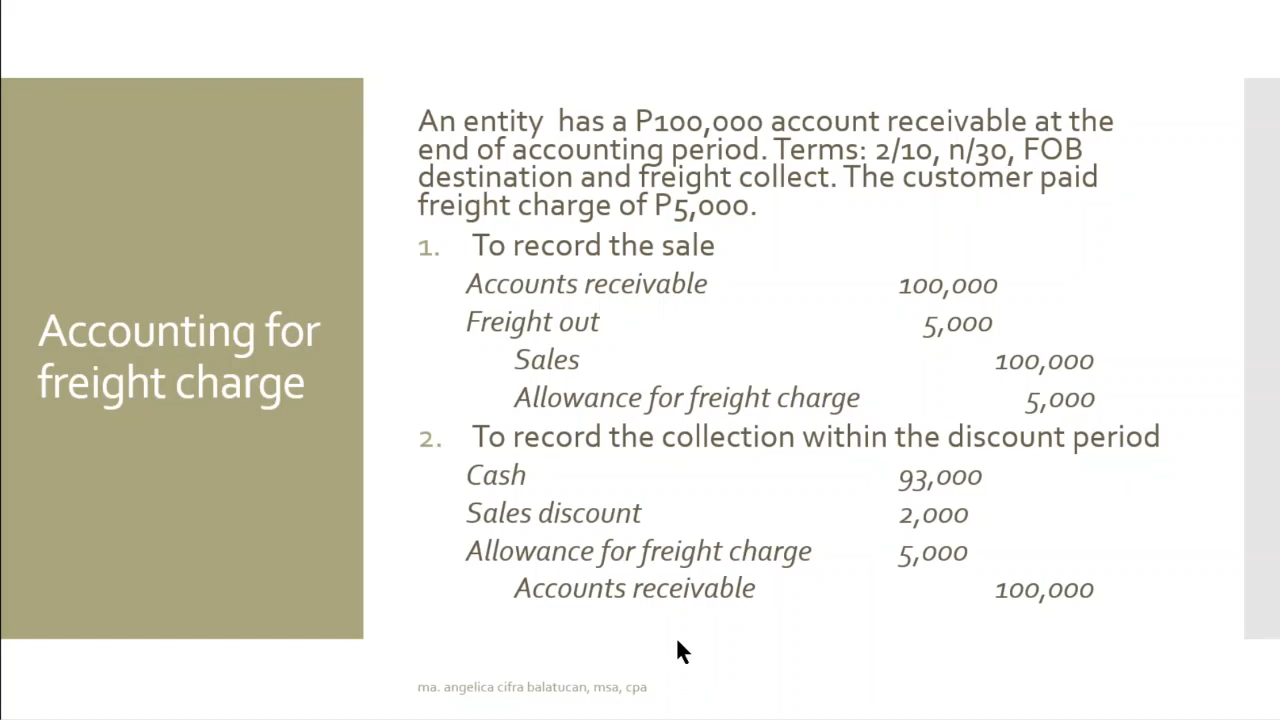 Accounting for
freight charge
An entity has a P100,000 account receivable at the
end of accounting period. Terms: 2/10, n/30, FOB
destination and freight collect. The customer paid
freight charge of P5,000.
1. To record the sale
Accounts receivable 100,000
Freight out 5,000
Sales 100,000
Allowance for freight charge 5,000
2. To record the collection within the discount period
Cash 93,000
Sales discount 2,000
Allowance for freight charge 5,000
Accounts receivable 100,000
ma. angelica cifra balatucan, msa, cpa